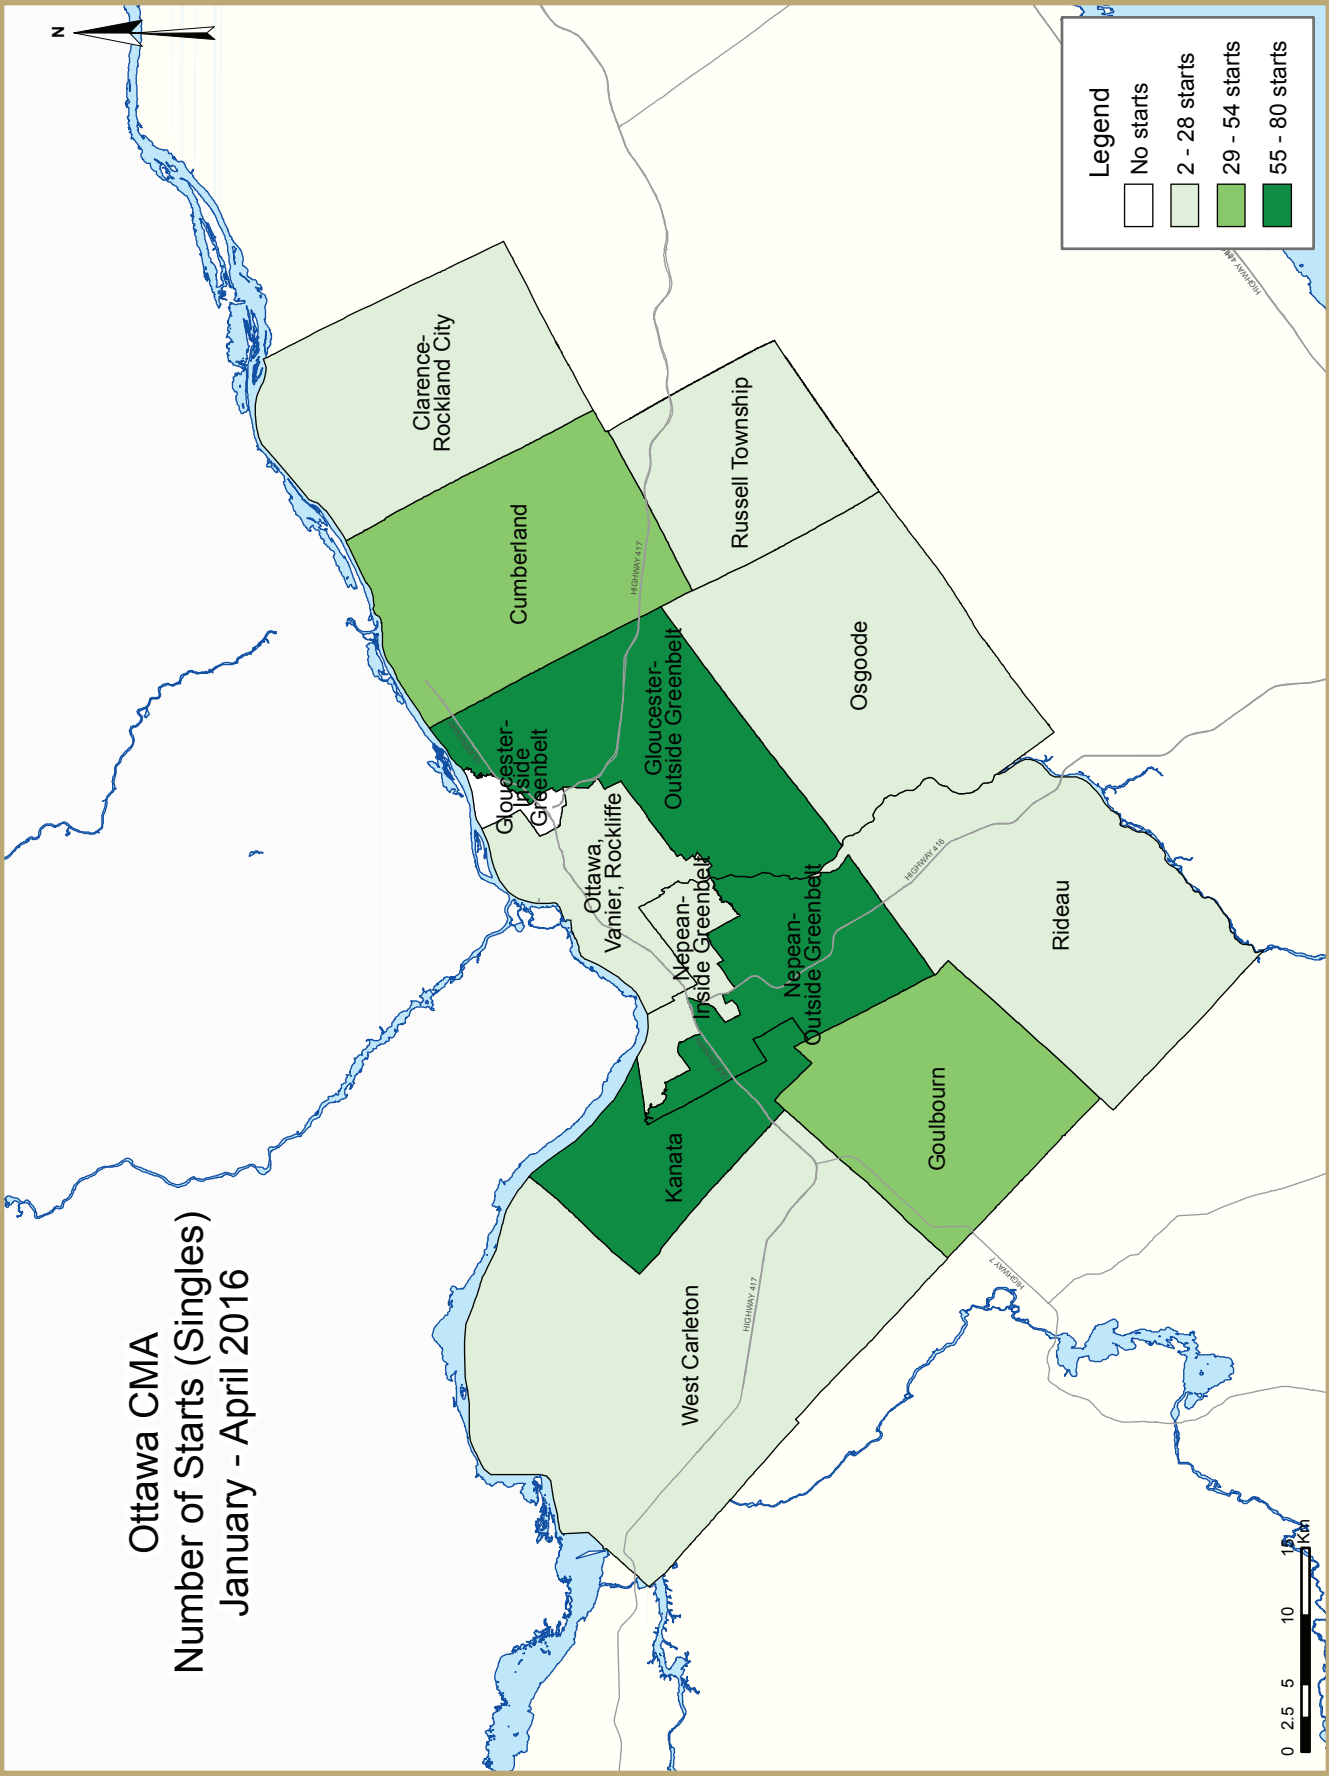 Ottawa CMA
Number of Starts (Singles)
January - April 2016
N
Clarence-
Rockland City
Cumberland
Russell Township
HIGHWAY 417
Gloucester-
Inside
Greenbelt
Gloucester-
Outside Greenbelt
Osgoode
Ottawa,
Vanier, Rockliffe
Nepean-
Inside Greenbelt
Nepean-
Outside Greenbelt
HIGHWAY 416
Rideau
Kanata
Goulbourn
West Carleton
HIGHWAY 417
HIGHWAY 7
HIGHWAY
Legend
No starts
2 - 28 starts
29 - 54 starts
55 - 80 starts
0 2.5 5 10 15
Km